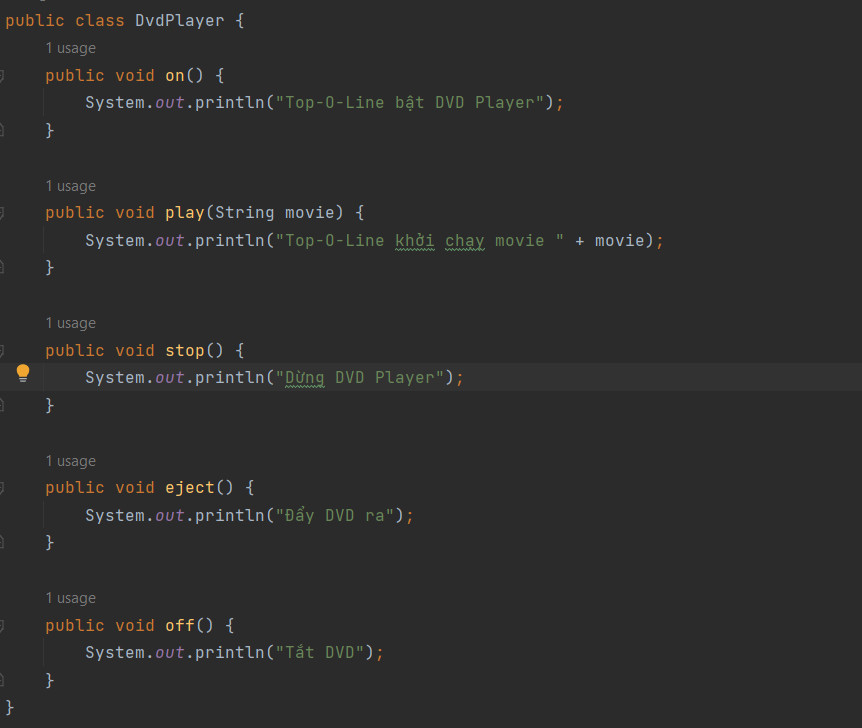 public class DvdPlayer {
1 usage
public void on() {
System.out.println("Top-O-Line bật DVD Player");
}
1 usage
public void play(String movie) {
System.out.println("Top-O-Line khởi chạy movie " + movie);
}
1 usage
public void stop() {
System.out.println("Dừng DVD Player");
}
1 usage
public void eject() {
System.out.println("Đẩy DVD ra");
}
1 usage
public void off() {
System.out.println("Tắt DVD");
}
}